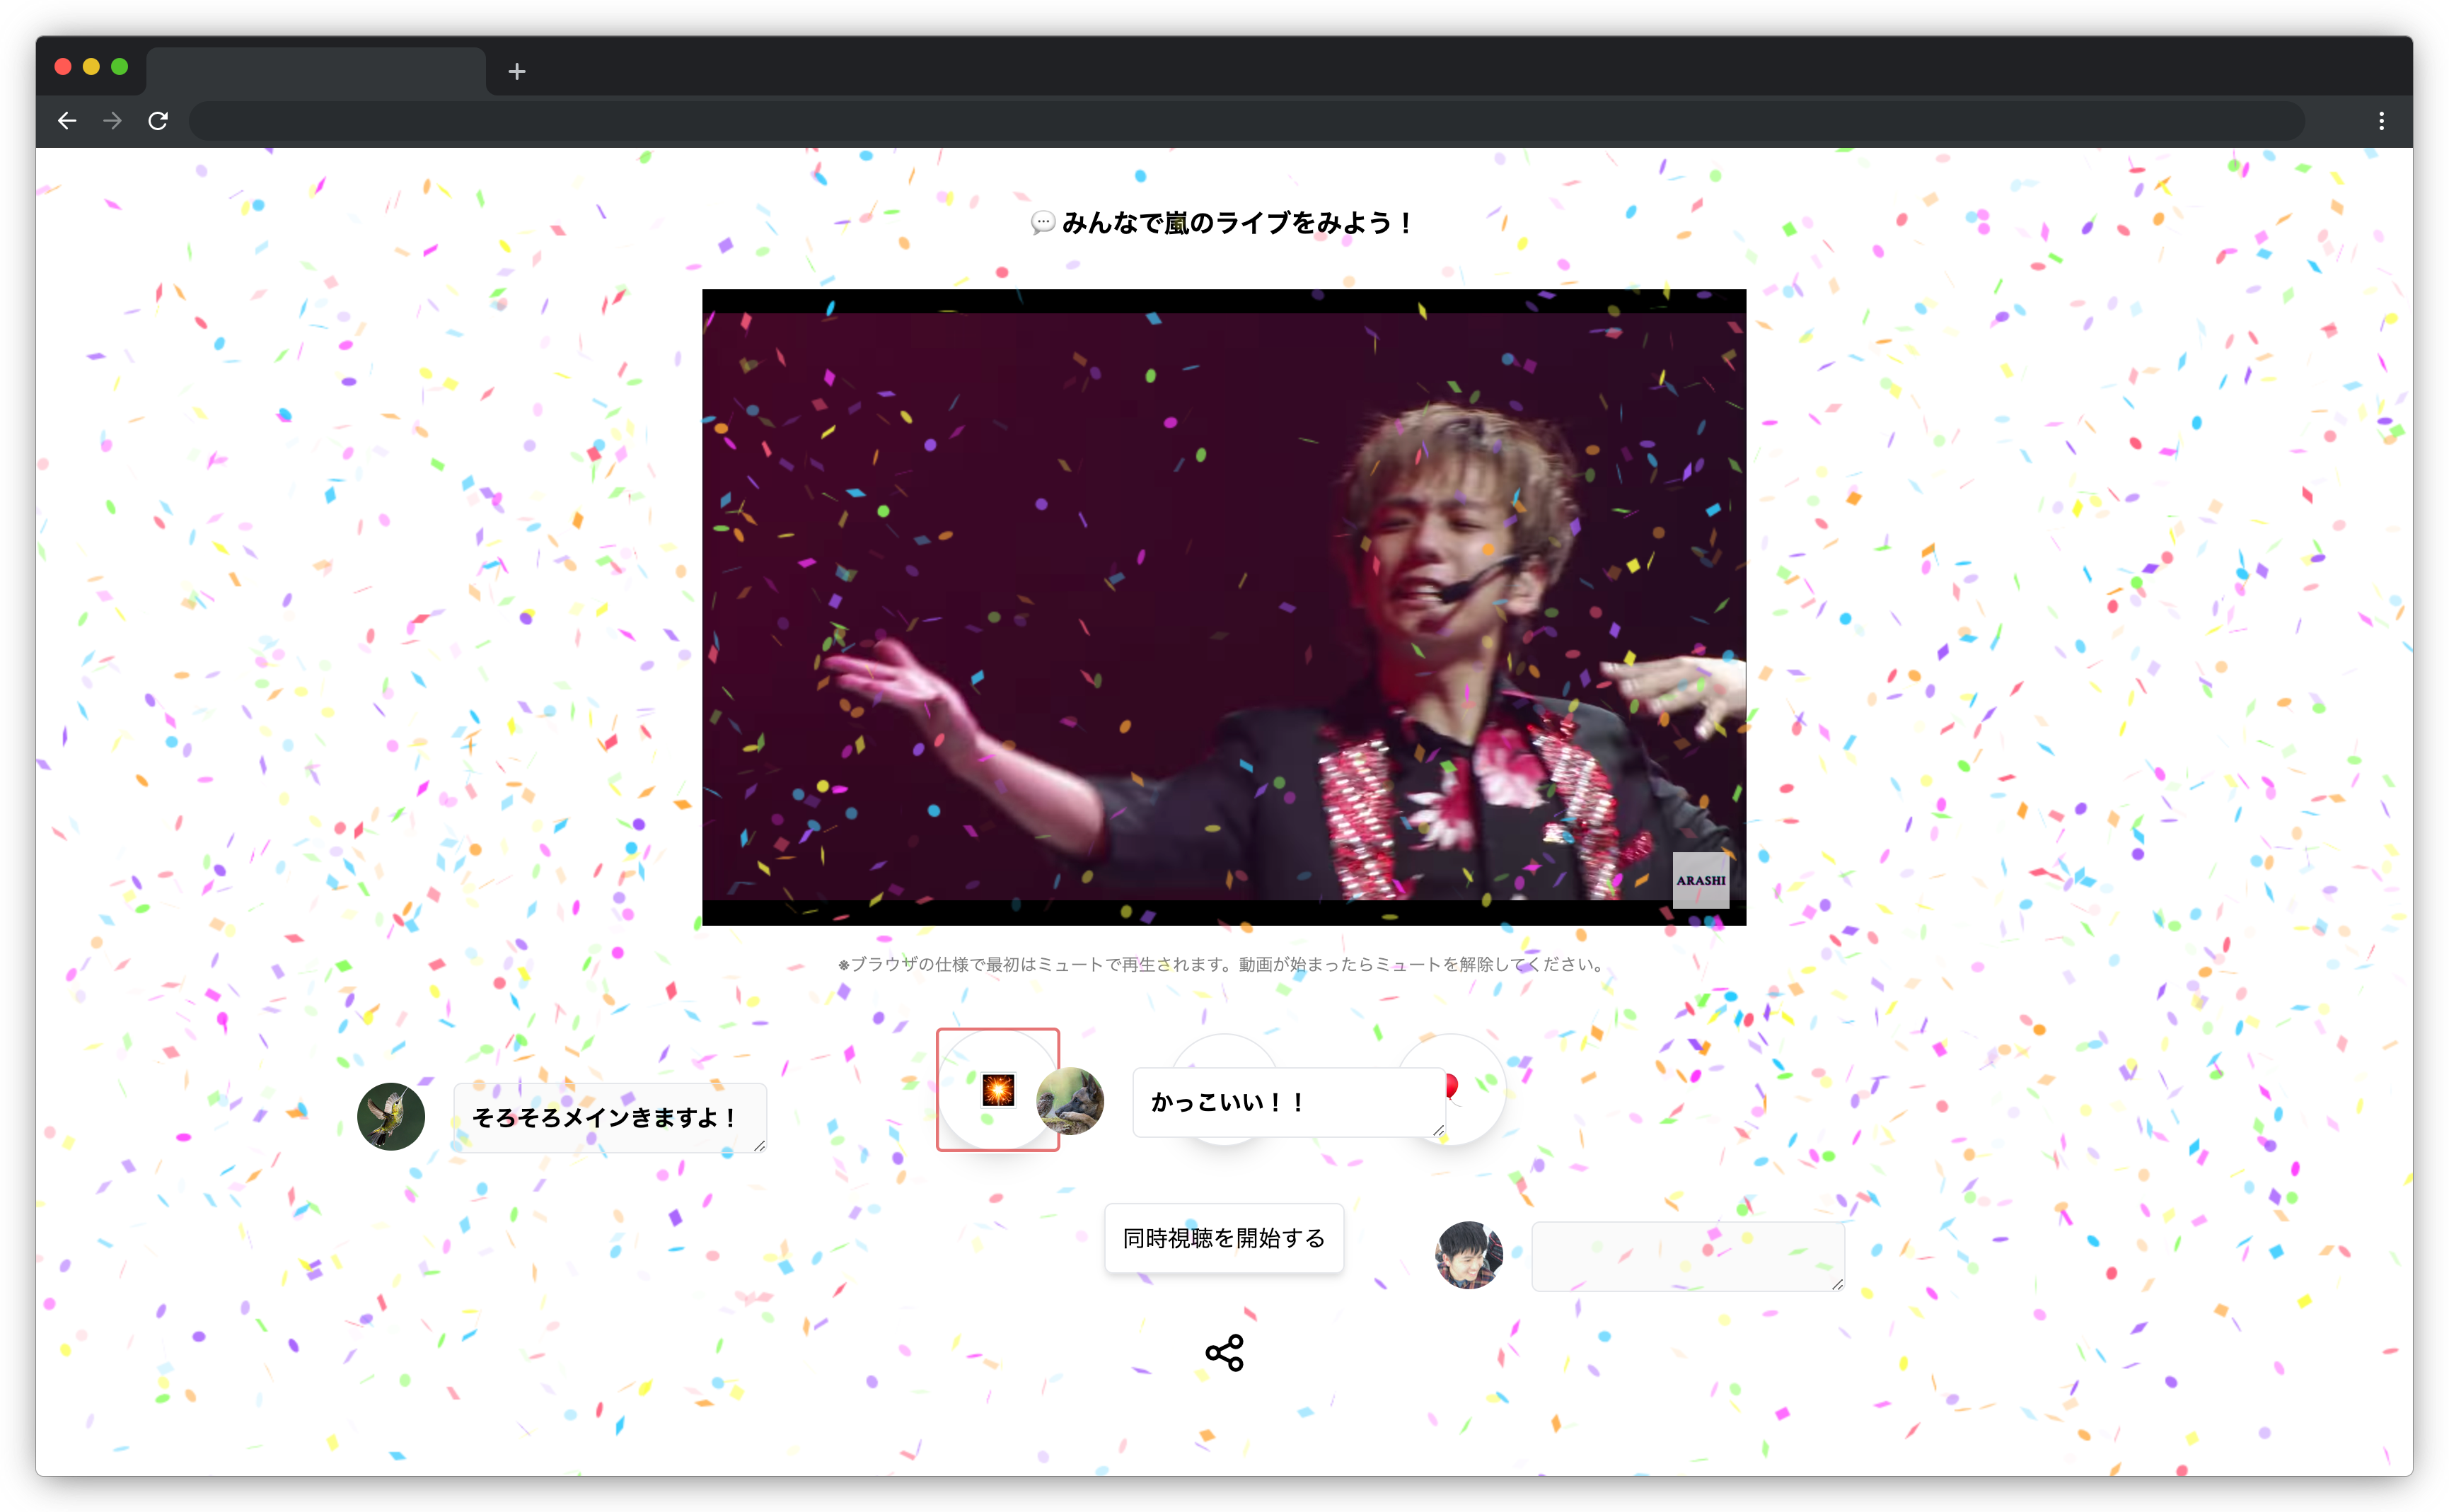 みんなで嵐のライブをみよう！
ARASHI
※ブラウザの仕様で最初はミュートで再生されます。動画が始まったらミュートを解除してください。
そろそろメインきますよ！
かっこいい！！
同時視聴を開始する